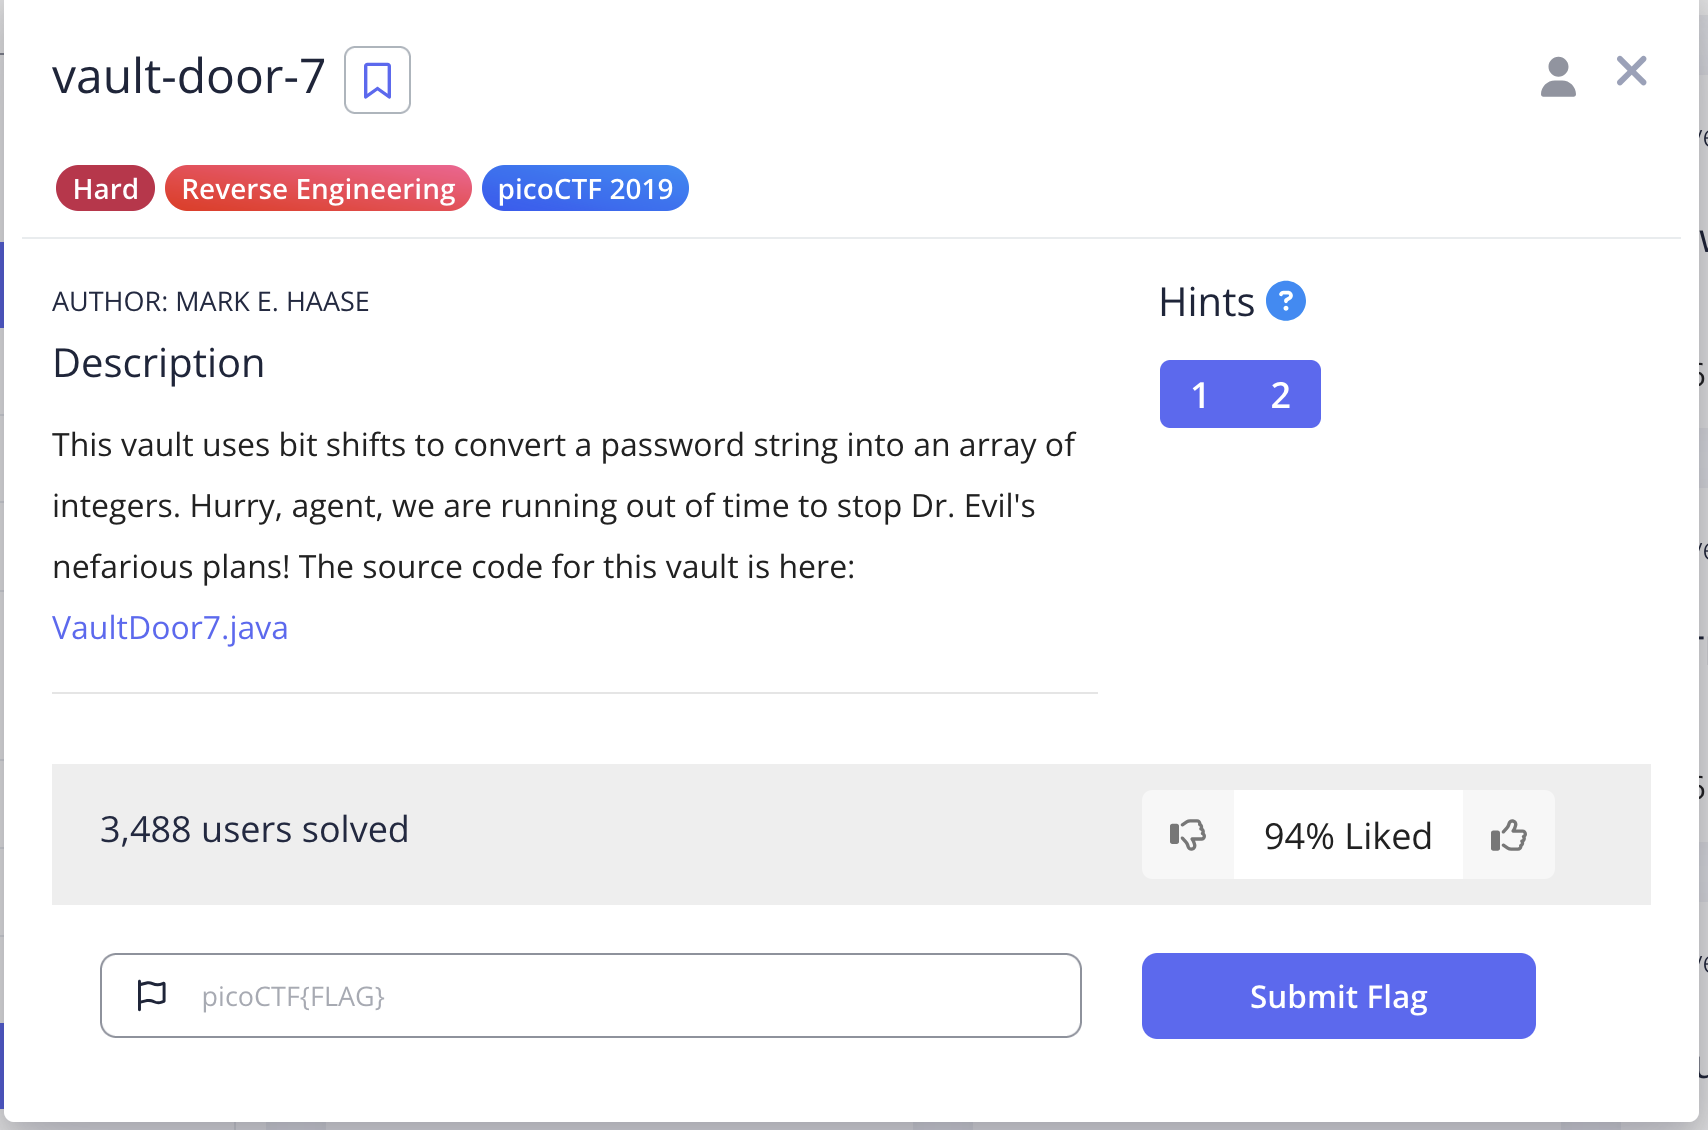 vault-door-7
Hard Reverse Engineering picoCTF 2019
AUTHOR: MARK E. HAASE
Hints ?
Description
1 2
This vault uses bit shifts to convert a password string into an array of
integers. Hurry, agent, we are running out of time to stop Dr. Evil's
nefarious plans! The source code for this vault is here:
VaultDoor7.java
3,488 users solved
94% Liked
picoCTF{FLAG}
Submit Flag